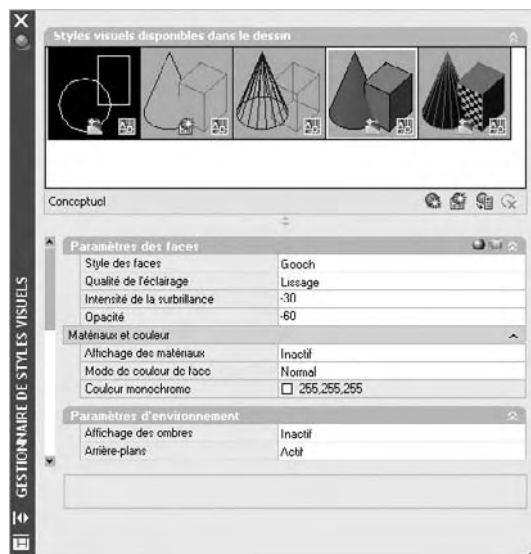 Styles visuels disponibles dans le dessin
Conceptuel
Paramètres des faces
Style des faces Gooch
Qualité de l'éclairage Lissage
Intensité de la surbrillance -30
Opacité -60
Matériaux et couleur
Affichage des matériaux Inactif
Mode de couleur de face Normal
Couleur monochrome 255,255,255
Paramètres d'environnement
Affichage des ombres Inactif
Arrière-plans Actif
GESTIONNAIRE DE STYLES VISUELS